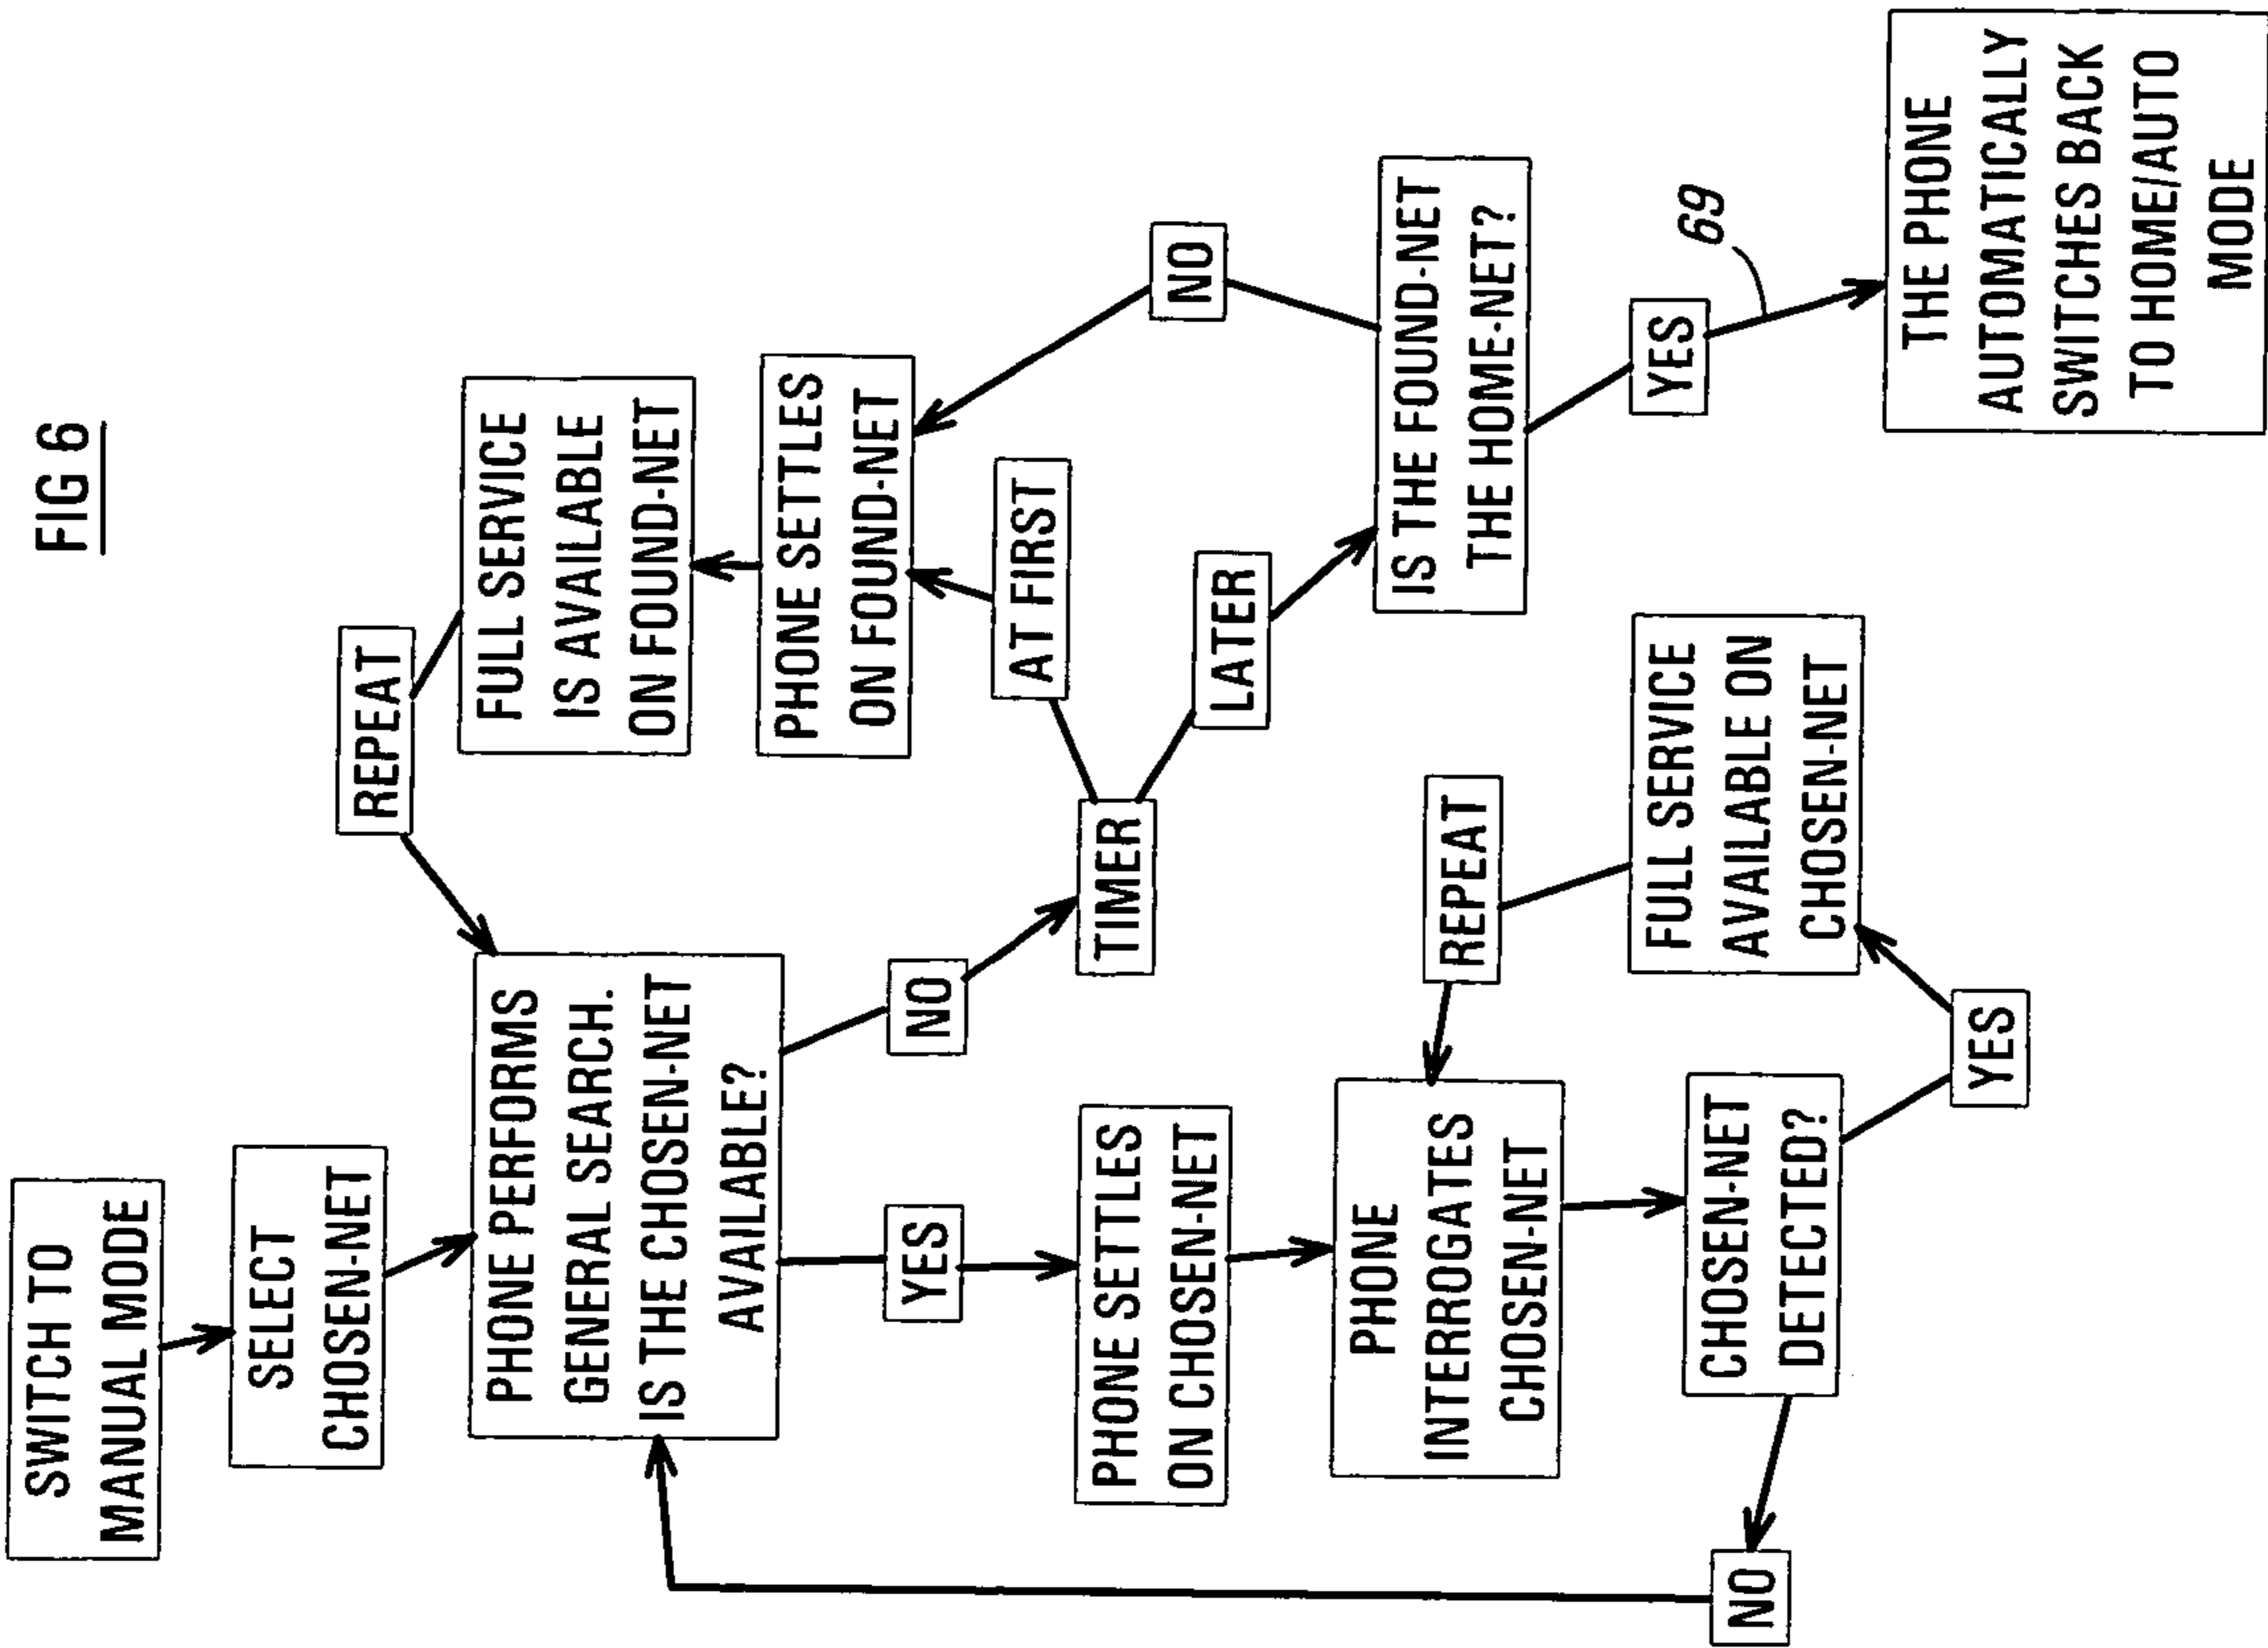 FIG 6
SWITCH TO
MANUAL MODE
SELECT
CHOSEN-NET
PHONE PERFORMS
GENERAL SEARCH.
IS THE CHOSEN-NET
AVAILABLE?
REPEAT
FULL SERVICE
IS AVAILABLE
ON FOUND-NET
PHONE SETTLES
ON FOUND-NET
YES
NO
AT FIRST
TIMER
LATER
NO
PHONE SETTLES
ON CHOSEN-NET
PHONE
INTERROGATES
CHOSEN-NET
REPEAT
IS THE FOUND-NET
THE HOME-NET?
CHOSEN-NET
DETECTED?
FULL SERVICE
AVAILABLE ON
CHOSEN-NET
YES
69
NO
YES
THE PHONE
AUTOMATICALLY
SWITCHES BACK
TO HOME/AUTO
MODE